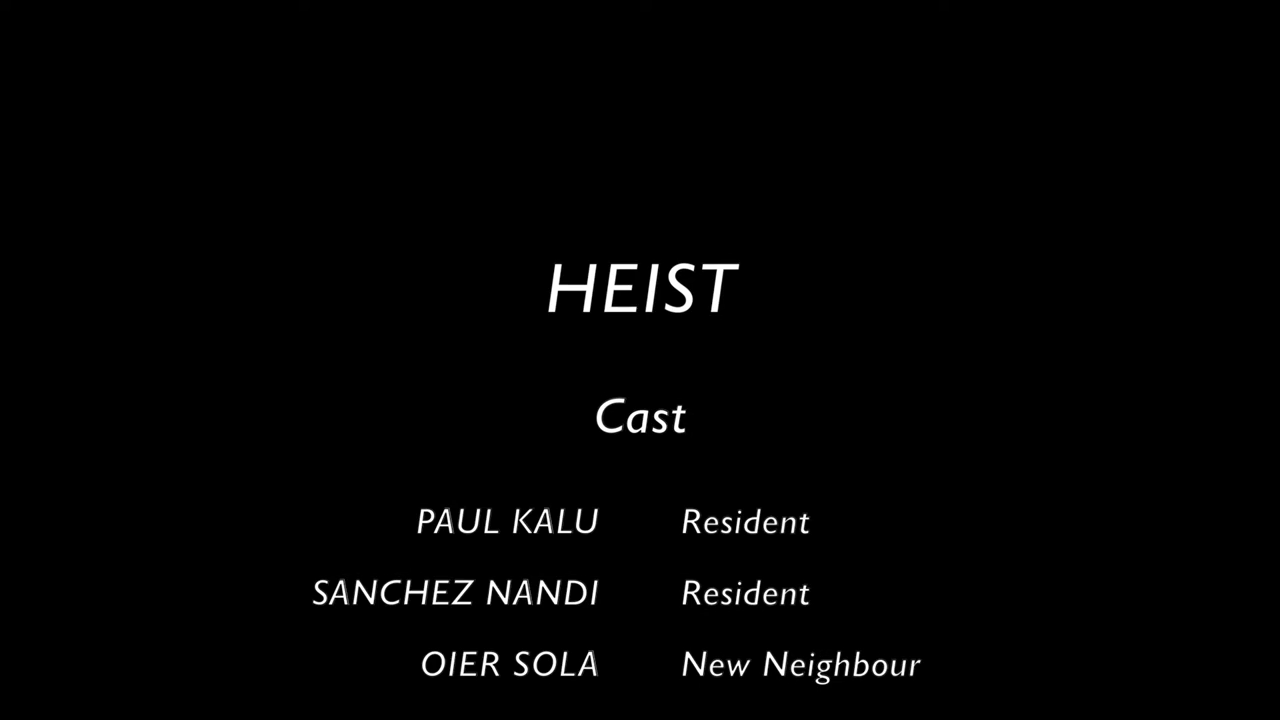 HEIST
Cast
PAUL KALU Resident
SANCHEZ NANDI Resident
OIER SOLA New Neighbour